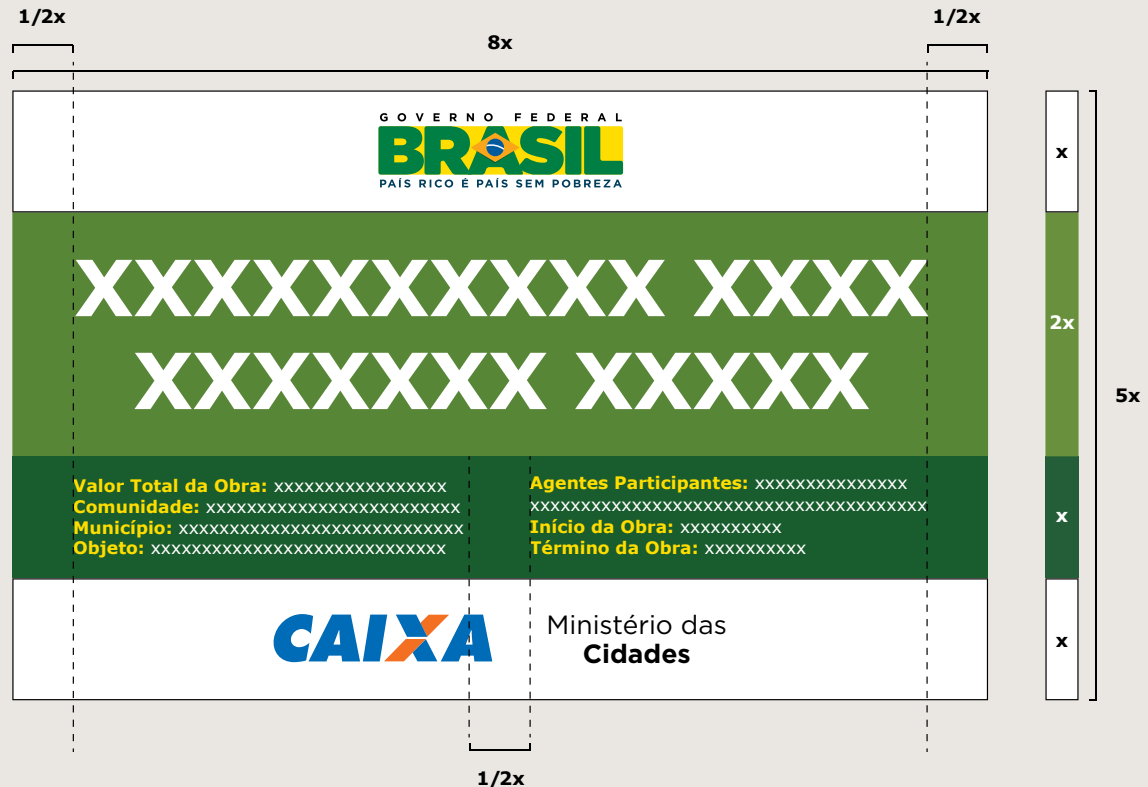 1/2x
1/2x
8x
GOVERNO FEDERAL
BRASIL
PAÍS RICO É PAÍS SEM POBREZA
x
XXXXXXXXXX XXXX
2x
XXXXXXX XXXXX
5x
Valor Total da Obra: xxxxxxxxxxxxxxxxx
Comunidade: xxxxxxxxxxxxxxxxxxxxxxxxx
Município: xxxxxxxxxxxxxxxxxxxxxxxxxxxx
Objeto: xxxxxxxxxxxxxxxxxxxxxxxxxxxxx
Agentes Participantes: xxxxxxxxxxxxxxx
xxxxxxxxxxxxxxxxxxxxxxxxxxxxxxxxxxxxxxx
Início da Obra: xxxxxxxxxx
Término da Obra: xxxxxxxxxx
x
CAIXA
Ministério das
Cidades
x
1/2x